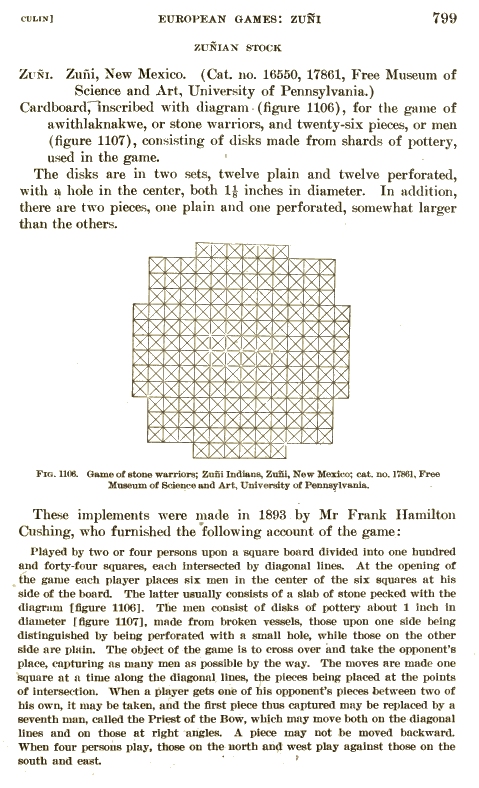 CULIN] EUROPEAN GAMES: ZUÑI 799
ZUÑIAN STOCK
ZUÑI. Zuñi, New Mexico. (Cat. no. 16550, 17861, Free Museum of
Science and Art, University of Pennsylvania.)
Cardboard, inscribed with diagram (figure 1106), for the game of
awithlaknakwe, or stone warriors, and twenty-six pieces, or men
(figure 1107), consisting of disks made from shards of pottery,
used in the game.
The disks are in two sets, twelve plain and twelve perforated,
with a hole in the center, both 1⅛ inches in diameter. In addition,
there are two pieces, one plain and one perforated, somewhat larger
than the others.
FIG. 1106. Game of stone warriors; Zuñi Indians, Zuñi, New Mexico; cat. no. 17861, Free
Museum of Science and Art, University of Pennsylvania.
These implements were made in 1893 by Mr Frank Hamilton
Cushing, who furnished the following account of the game:
Played by two or four persons upon a square board divided into one hundred
and forty-four squares, each intersected by diagonal lines. At the opening of
the game each player places six men in the center of the six squares at his
side of the board. The latter usually consists of a slab of stone pecked with the
diagram [figure 1106]. The men consist of disks of pottery about 1 inch in
diameter [figure 1107], made from broken vessels, those upon one side being
distinguished by being perforated with a small hole, while those on the other
side are plain. The object of the game is to cross over and take the opponent's
place, capturing as many men as possible by the way. The moves are made one
square at a time along the diagonal lines, the pieces being placed at the points
of intersection. When a player gets one of his opponent's pieces between two of
his own, it may be taken, and the first piece thus captured may be replaced by a
seventh man, called the Priest of the Bow, which may move both on the diagonal
lines and on those at right angles. A piece may not be moved backward.
When four persons play, those on the north and west play against those on the
south and east.